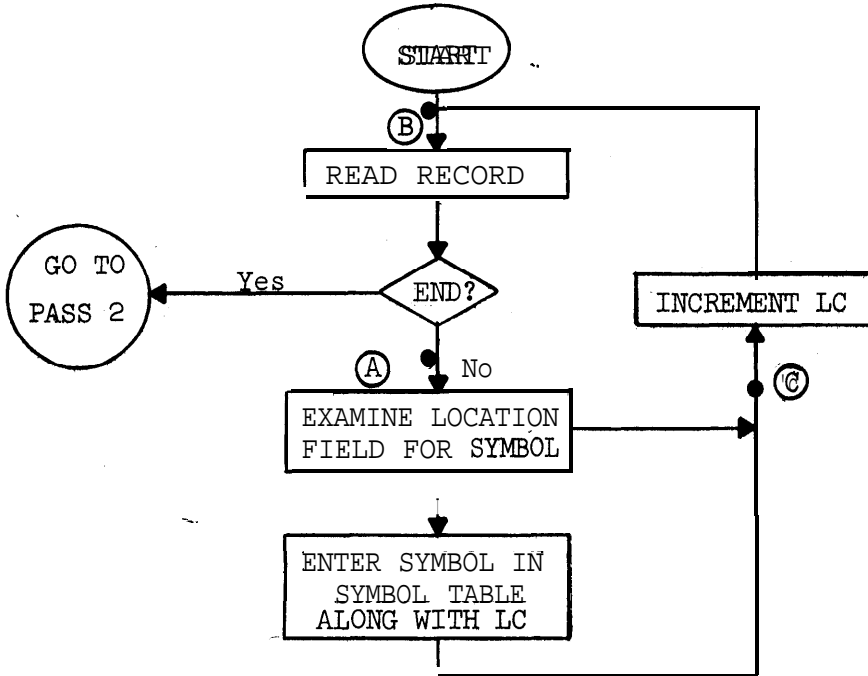 START
B
READ RECORD
GO TO
PASS 2
Yes
END?
INCREMENT LC
A
No
C
EXAMINE LOCATION
FIELD FOR SYMBOL
ENTER SYMBOL IN
SYMBOL TABLE
ALONG WITH LC